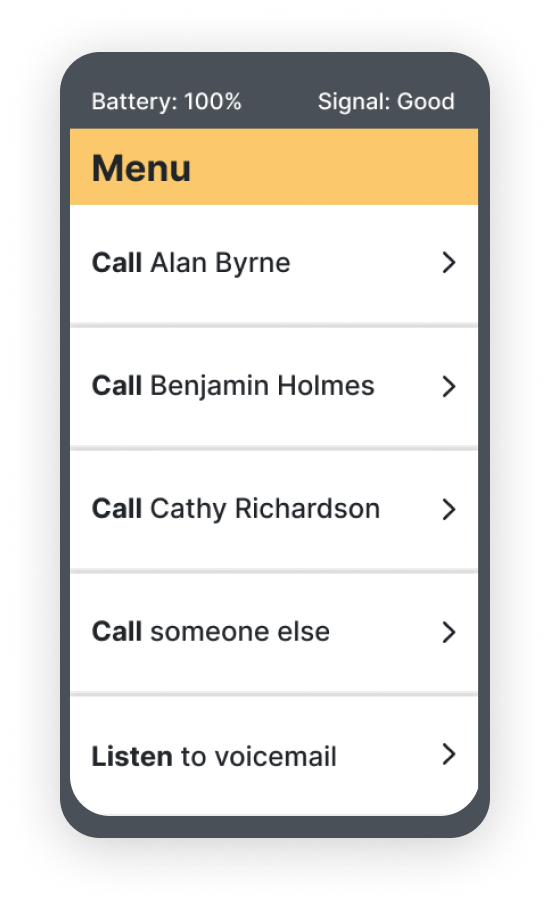 Battery: 100% Signal: Good
Menu
Call Alan Byrne
Call Benjamin Holmes
Call Cathy Richardson
Call someone else
Listen to voicemail